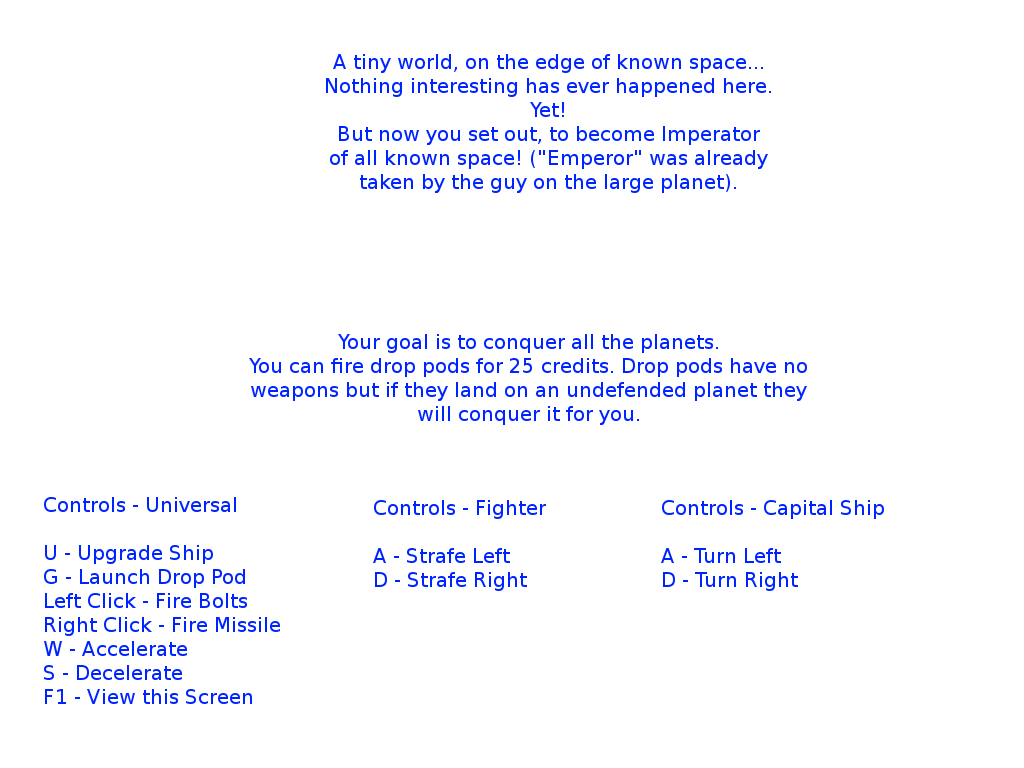 A tiny world, on the edge of known space...
Nothing interesting has ever happened here.
Yet!
But now you set out, to become Imperator
of all known space! ("Emperor" was already
taken by the guy on the large planet).
Your goal is to conquer all the planets.
You can fire drop pods for 25 credits. Drop pods have no
weapons but if they land on an undefended planet they
will conquer it for you.
Controls - Universal
U - Upgrade Ship
G - Launch Drop Pod
Left Click - Fire Bolts
Right Click - Fire Missile
W - Accelerate
S - Decelerate
F1 - View this Screen
Controls - Fighter
A - Strafe Left
D - Strafe Right
Controls - Capital Ship
A - Turn Left
D - Turn Right